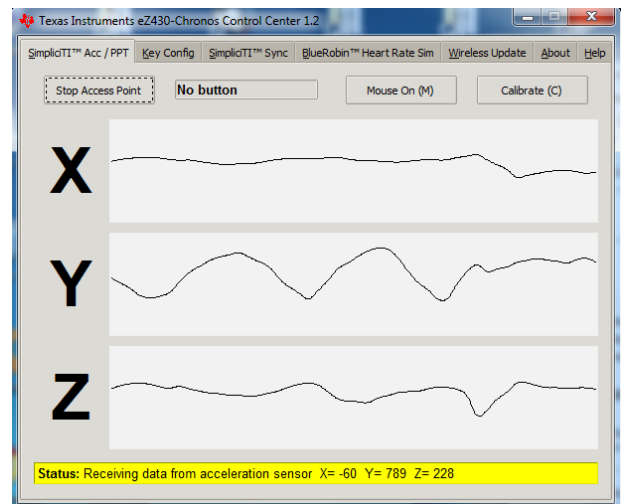 Texas Instruments eZ430-Chronos Control Center 1.2
SimpliciTI™ Acc / PPT Key Config SimpliciTI™ Sync BlueRobin™ Heart Rate Sim Wireless Update About Help
Stop Access Point No button Mouse On (M) Calibrate (C)
X
Y
Z
Status: Receiving data from acceleration sensor X= -60 Y= 789 Z= 228